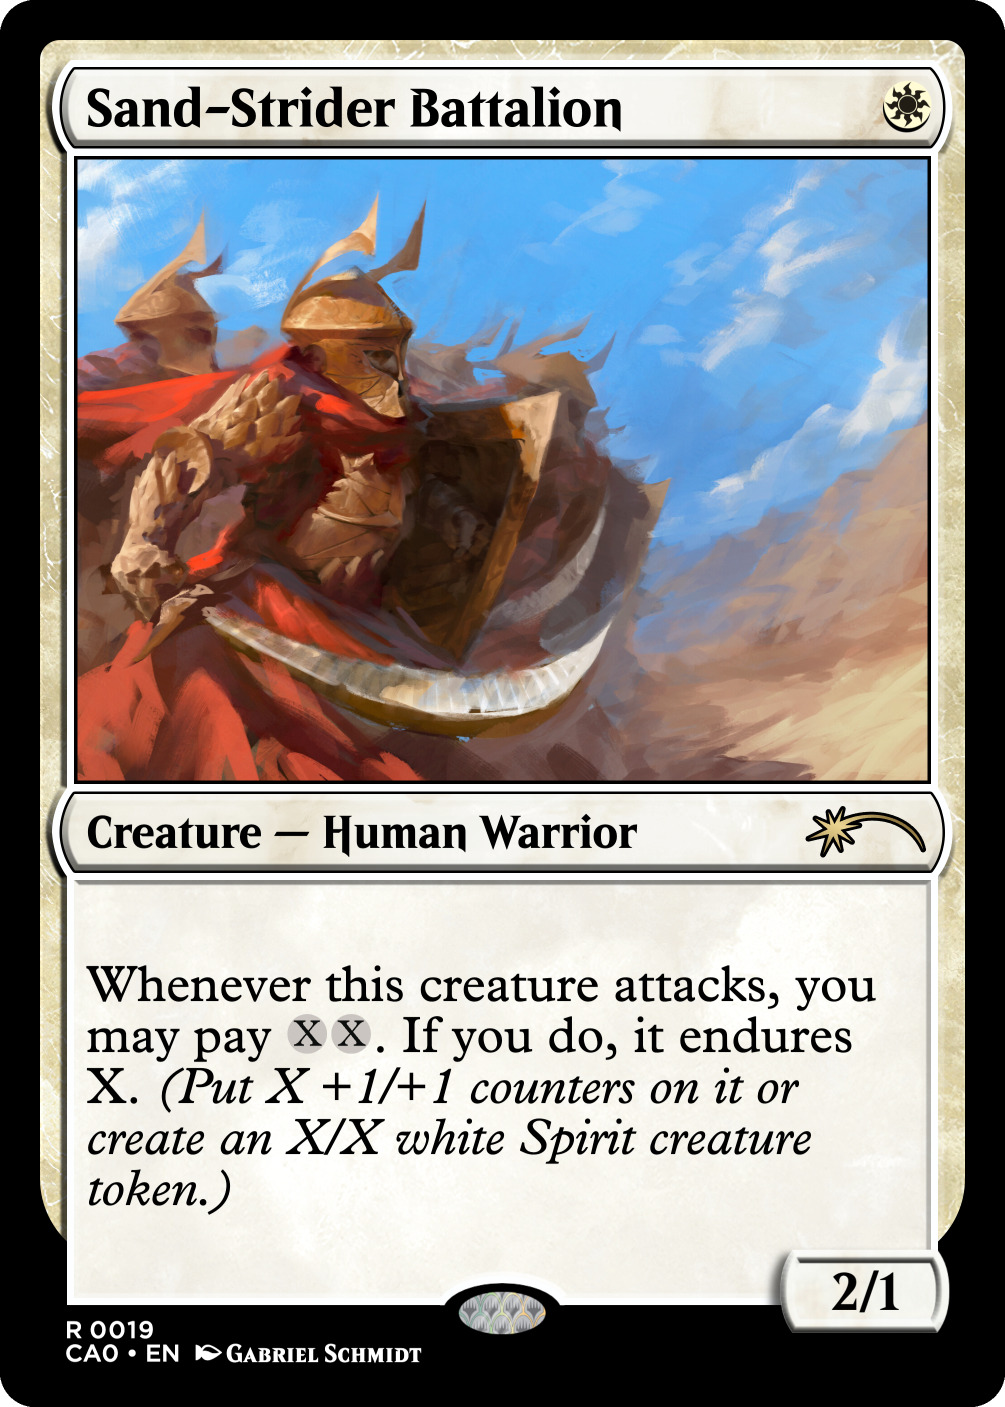 Sand-Strider Battalion
Creature — Human Warrior
Whenever this creature attacks, you
may pay XX. If you do, it endures
X. (Put X +1/+1 counters on it or
create an X/X white Spirit creature
token.)
2/1
R 0019
CAO • EN GABRIEL SCHMIDT